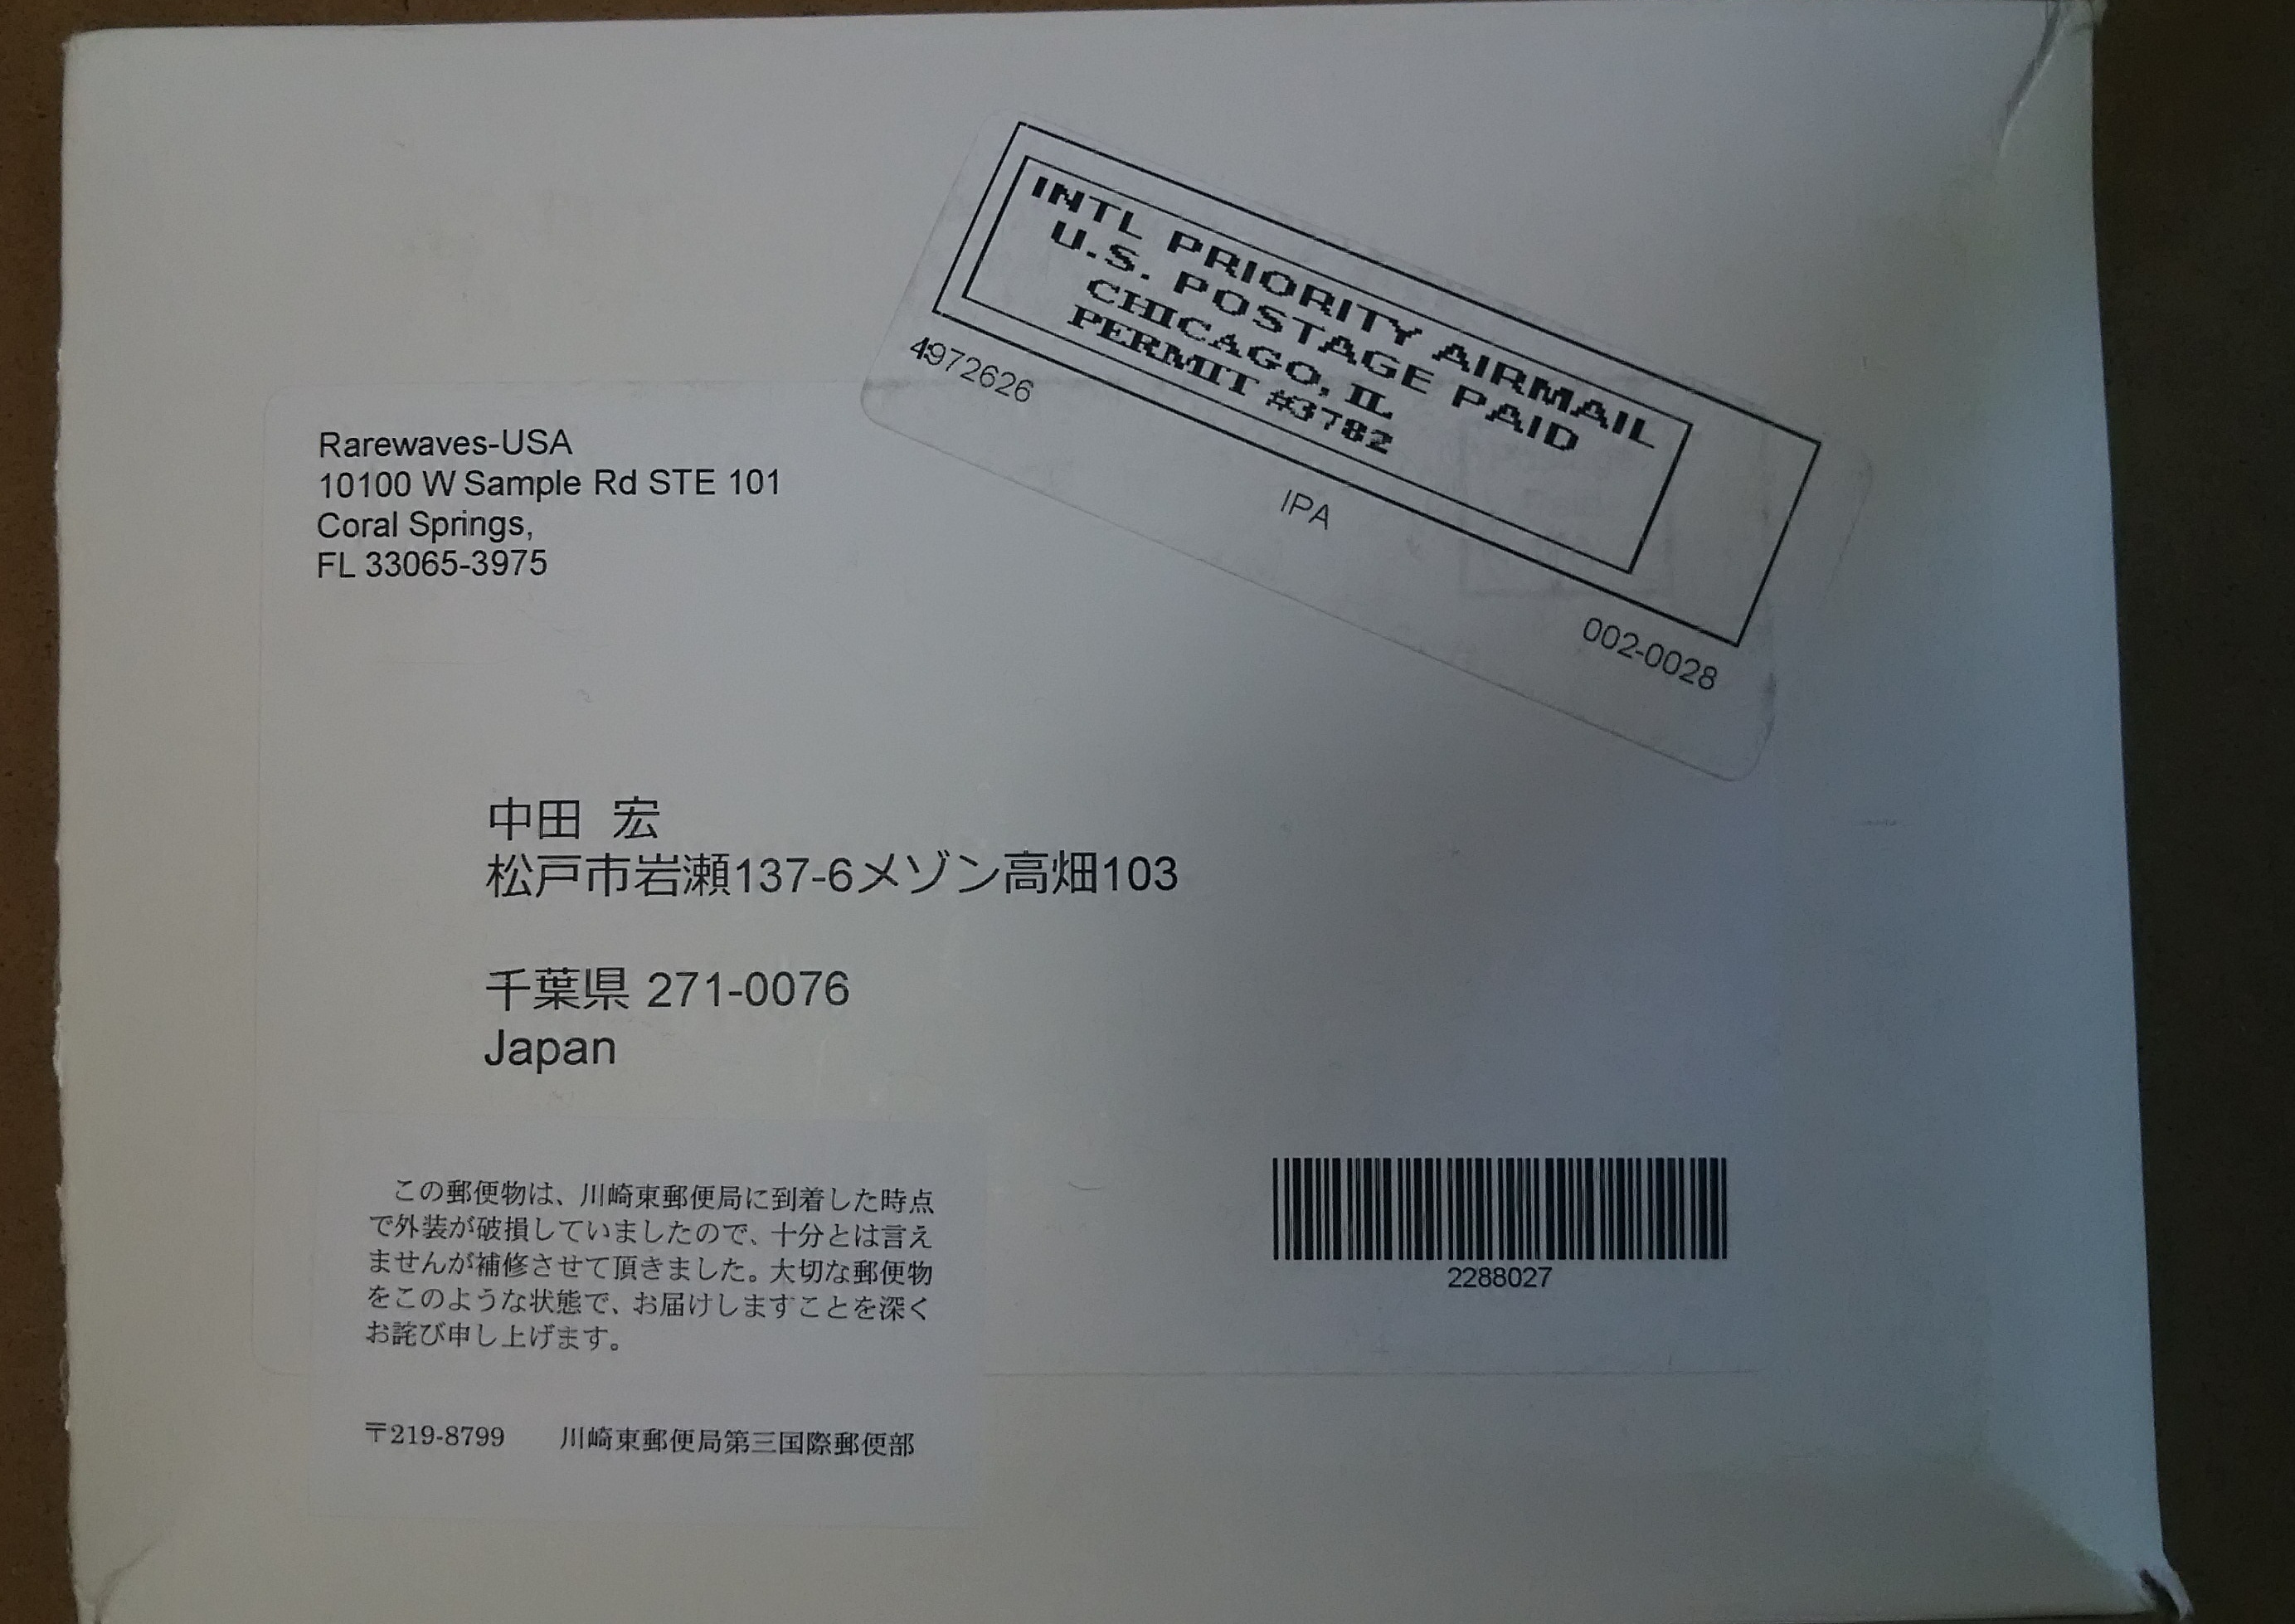 INTL PRIORITY AIRMAIL
U.S. POSTAGE PAID
CHICAGO, IL
PERMIT #3782
4972626
IPA
002-0028
Rarewaves-USA
10100 W Sample Rd STE 101
Coral Springs,
FL 33065-3975
中田 宏
松戸市岩瀬137-6メゾン高畑103
千葉県 271-0076
Japan
この郵便物は、川崎東郵便局に到着した時点
で外装が破損していましたので、十分とは言え
ませんが補修させて頂きました。大切な郵便物
をこのような状態で、お届けしますことを深く
お詫び申し上げます。
〒219-8799 川崎東郵便局第三国際郵便部
2288027